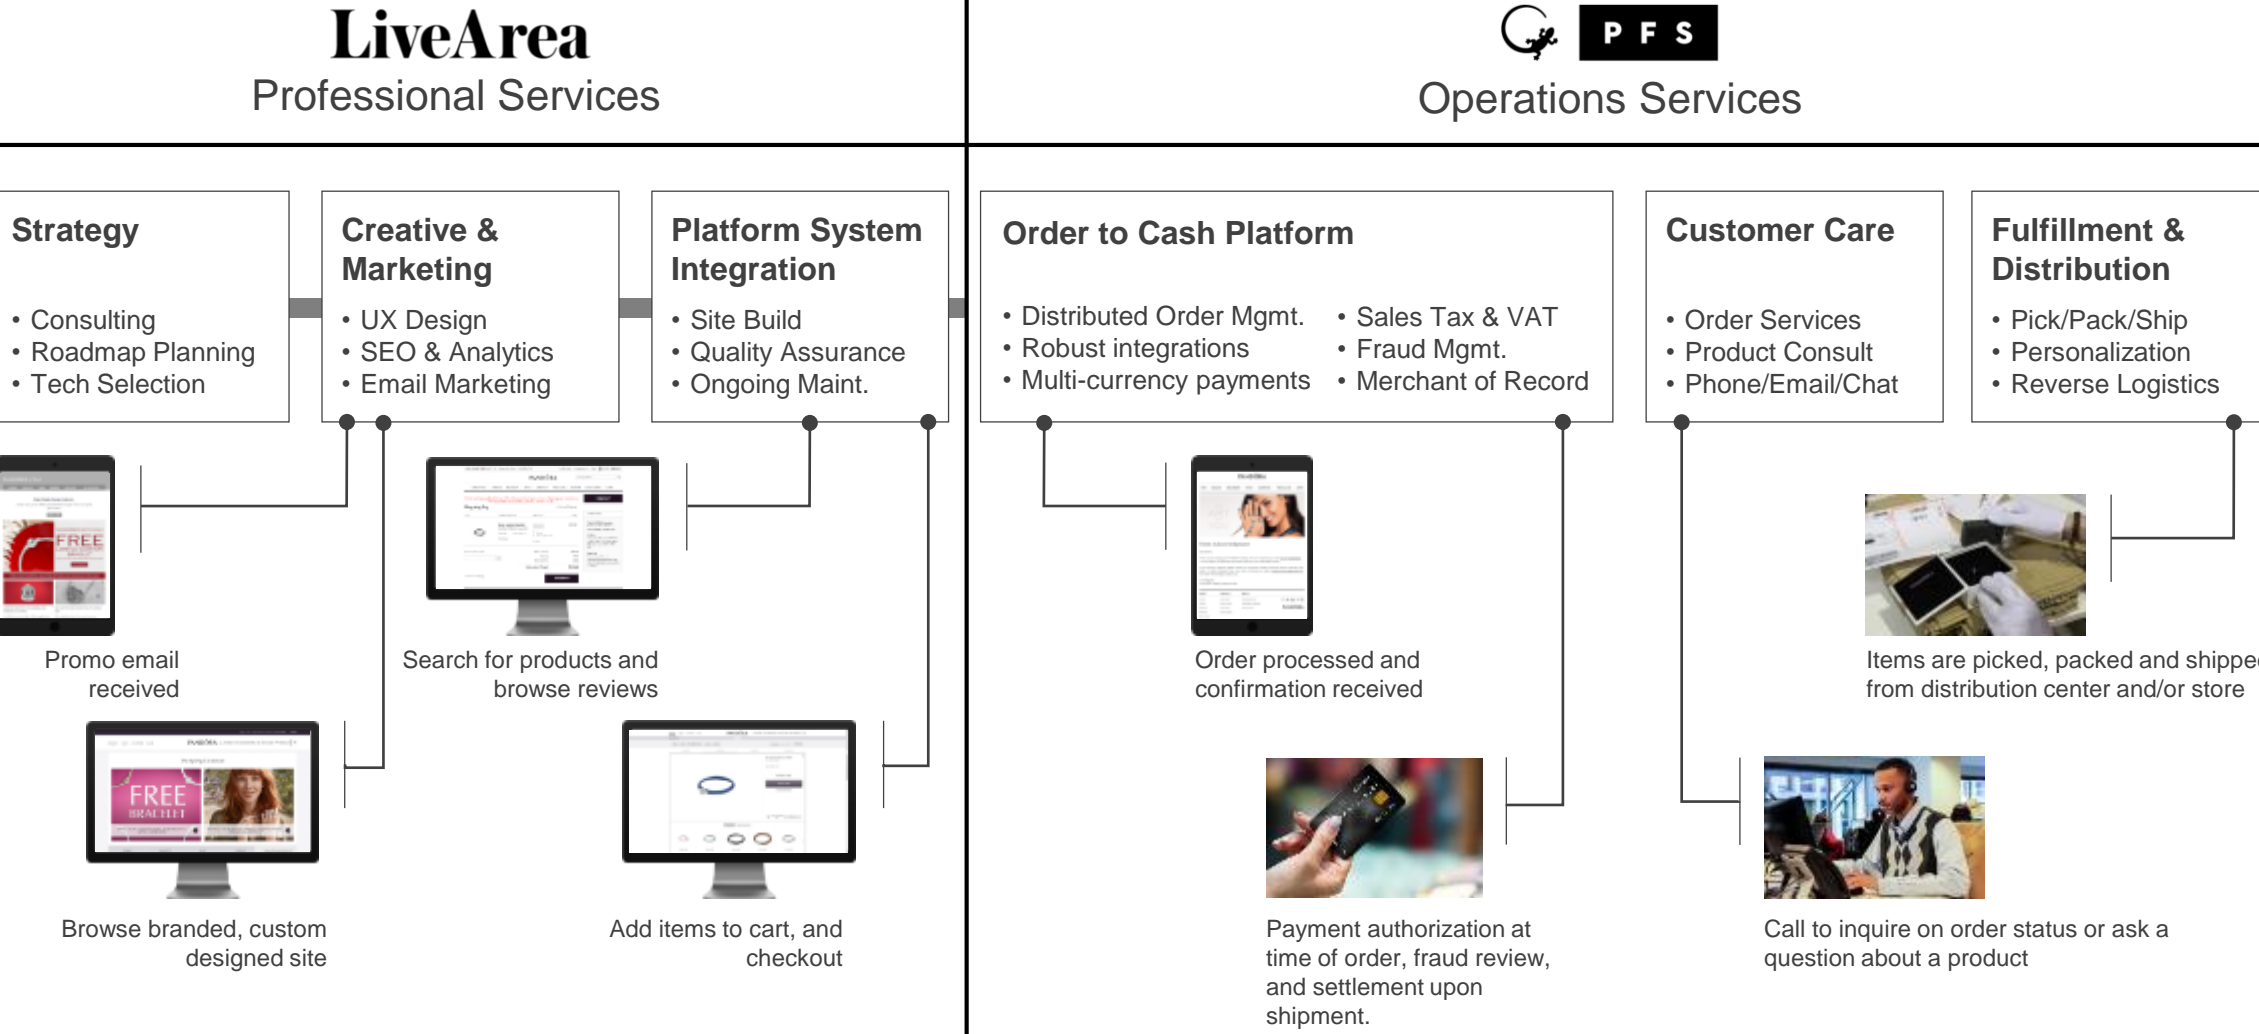 LiveArea
Professional Services
PFS
Operations Services
Strategy
• Consulting
• Roadmap Planning
• Tech Selection
Creative &
Marketing
• UX Design
• SEO & Analytics
• Email Marketing
Platform System
Integration
• Site Build
• Quality Assurance
• Ongoing Maint.
Order to Cash Platform
• Distributed Order Mgmt.
• Robust integrations
• Multi-currency payments
• Sales Tax & VAT
• Fraud Mgmt.
• Merchant of Record
Customer Care
• Order Services
• Product Consult
• Phone/Email/Chat
Fulfillment &
Distribution
• Pick/Pack/Ship
• Personalization
• Reverse Logistics
FREE
Promo email
received
PANDORA
Search for products and
browse reviews
Order processed and
confirmation received
Items are picked, packed and shipped
from distribution center and/or store
PANDORA
FREE
BRACELET
Browse branded, custom
designed site
Add items to cart, and
checkout
Payment authorization at
time of order, fraud review,
and settlement upon
shipment.
Call to inquire on order status or ask a
question about a product